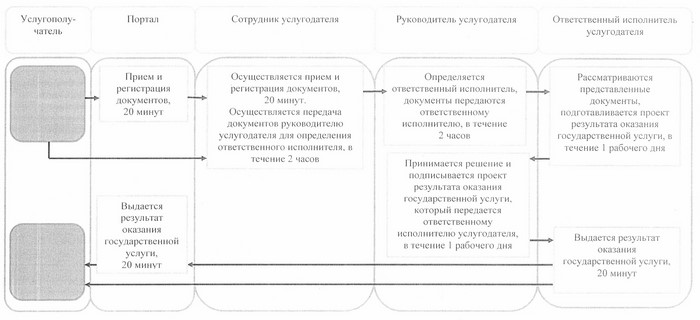 Услугополу-
чатель
Портал
Сотрудник услугодателя
Руководитель услугодателя
Ответственный исполнитель
услугодателя
Прием и
регистрация
документов,
20 минут
Осуществляется прием и
регистрация документов,
20 минут.
Осуществляется передача
документов руководителю
услугодателя для определения
ответственного исполнителя, в
течение 2 часов
Определяется
ответственный исполнитель,
документы передаются
ответственному
исполнителю, в течение
2 часов
Рассматриваются
представленные
документы,
подготавливается проект
результата оказания
государственной услуги, в
течение 1 рабочего дня
Принимается решение и
подписывается проект
результата оказания
государственной услуги,
который передается
ответственному
исполнителю услугодателя,
в течение 1 рабочего дня
Выдается
результат
оказания
государственной
услуги,
20 минут
Выдается результат
оказания
государственной услуги,
20 минут